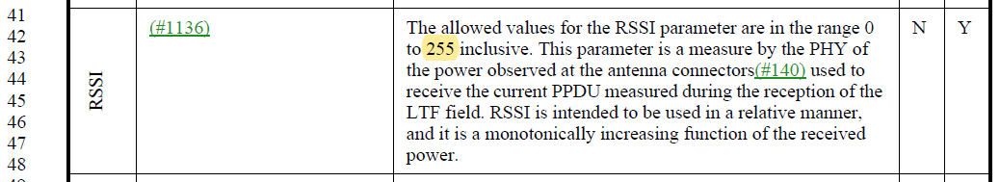 41
42
43
44
45
46
47
48
RSSI
(#1136)
The allowed values for the RSSI parameter are in the range 0
to 255 inclusive. This parameter is a measure by the PHY of
the power observed at the antenna connectors(#140) used to
receive the current PPDU measured during the reception of the
LTF field. RSSI is intended to be used in a relative manner,
and it is a monotonically increasing function of the received
power.
N
Y